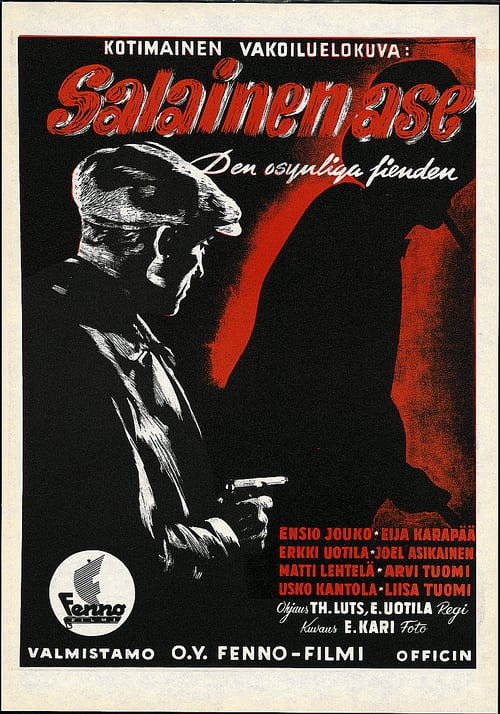 KOTIMAINEN VAKOILUELOKUVA:
Salainen ase
Den osynliga fienden
ENSIO JOUKO * EIJA KARAPÄÄ
ERKKI UOTILA * JOEL ASIKAINEN
MATTI LEHTELÄ * ARVI TUOMI
USKO KANTOLA * LIISA TUOMI
Ohjaus TH. LUTS, E. UOTILA Regi
Kuvaus E. KARI Foto
Fenno
FILMI
VALMISTAMO O.Y. FENNO-FILMI OFFICIN